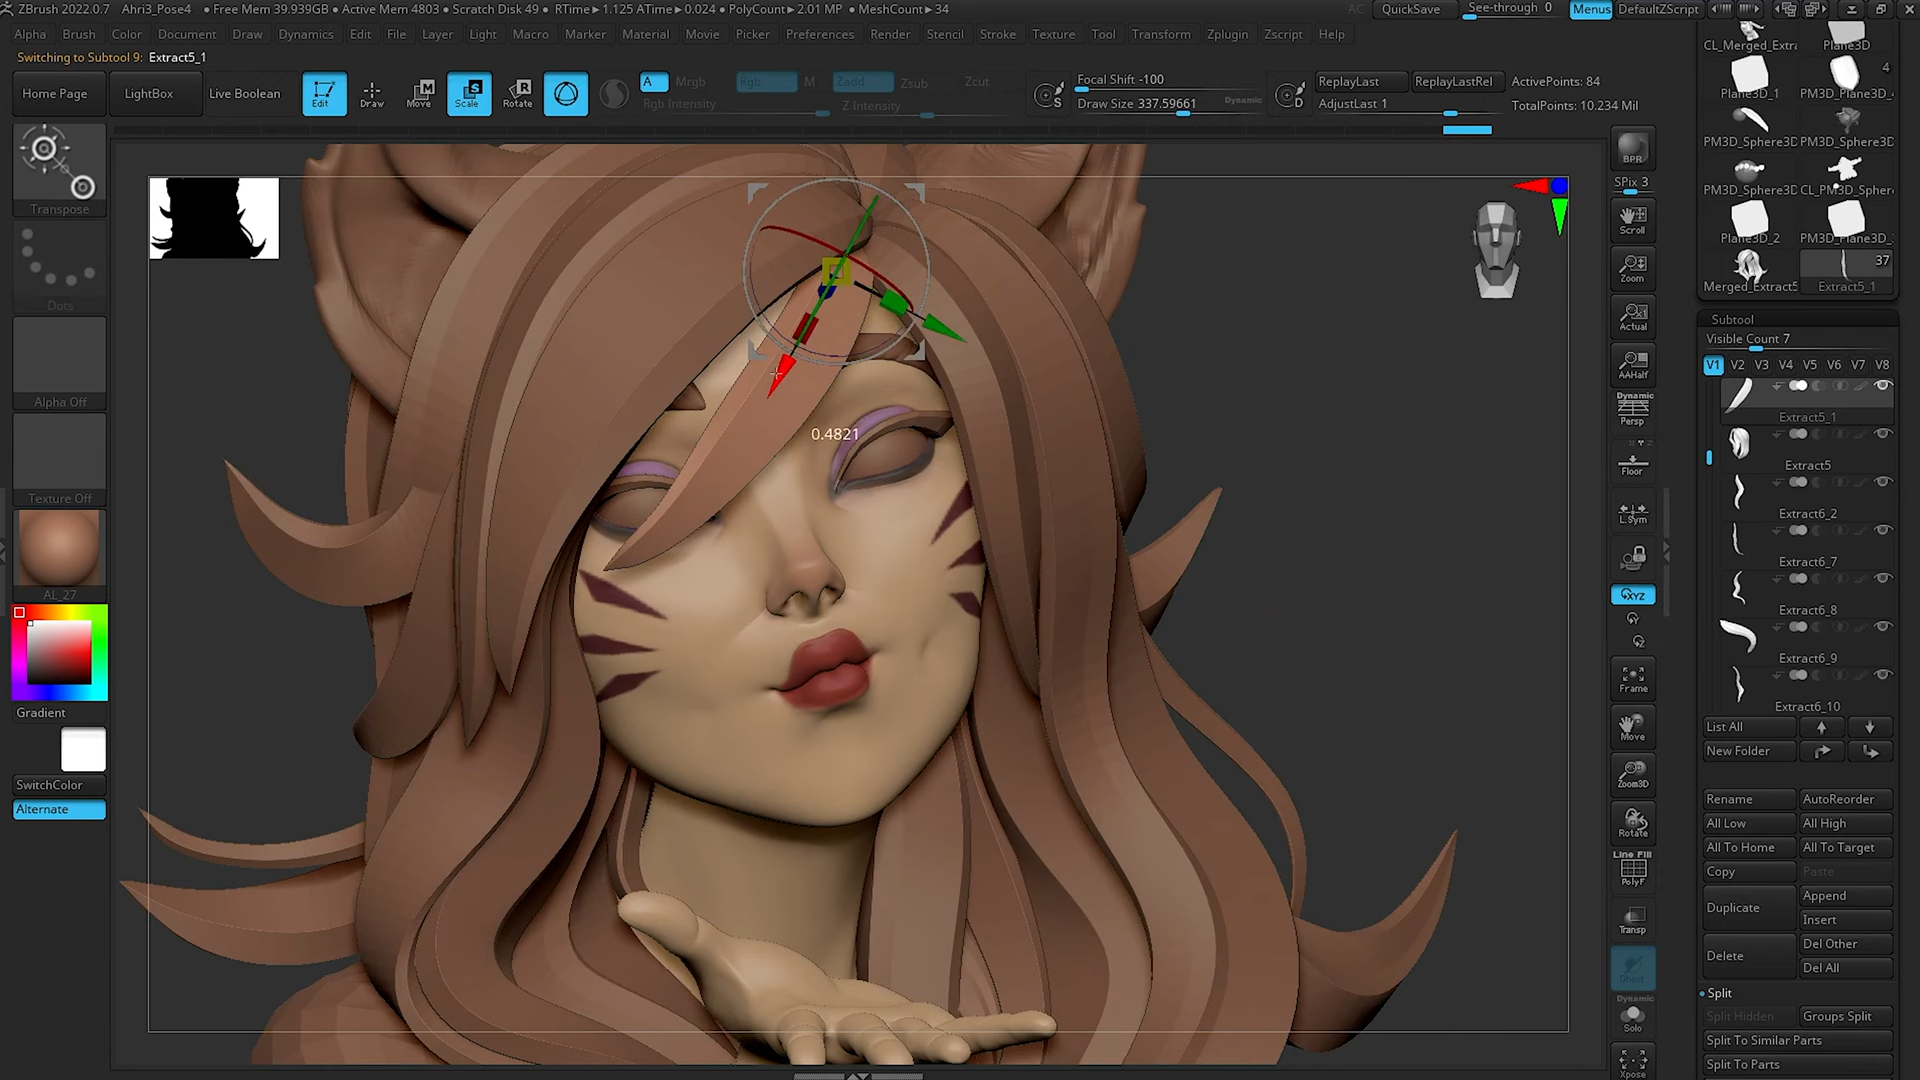 ZBrush 2022.0.7 Ahri3_Pose4 • Free Mem 39.939GB • Active Mem 4803 • Scratch Disk 49 • RTime▸1.125 ATime▸0.024 • PolyCount▸2.01 MP • MeshCount▸34 AC QuickSave See-through 0 Menus DefaultZScript
Alpha Brush Color Document Draw Dynamics Edit File Layer Light Macro Marker Material Movie Picker Preferences Render Stencil Stroke Texture Tool Transform Zplugin Zscript Help
Switching to Subtool 9: Extract5_1
Home Page LightBox Live Boolean Edit Draw Move Scale Rotate
A Mrgb Rgb M Zadd Zsub Zcut
Rgb Intensity Z Intensity
Focal Shift -100
Draw Size 337.59661 Dynamic
ReplayLast ReplayLastRel ActivePoints: 84
AdjustLast 1 TotalPoints: 10.234 Mil
Transpose
Dots
Alpha Off
Texture Off
AL_27
Gradient
SwitchColor
Alternate
0.4821
BPR
SPix 3
Scroll
Zoom
Actual
AAHalf
Dynamic
Persp
Floor
L.Sym
XYZ
Frame
Move
Zoom3D
Rotate
Line Fill
PolyF
Transp
Ghost
Dynamic
Solo
Xpose
CL_Merged_Extra Plane3D
4
Plane3D_1 PM3D_Plane3D_4
PM3D_Sphere3D PM3D_Sphere3D
PM3D_Sphere3D CL_PM3D_Sphere
Plane3D_2 PM3D_Plane3D_
37
Merged_Extract5 Extract5_1
Subtool
Visible Count 7
V1 V2 V3 V4 V5 V6 V7 V8
Extract5_1
Extract5
Extract6_2
Extract6_7
Extract6_8
Extract6_9
Extract6_10
List All
New Folder
Rename AutoReorder
All Low All High
All To Home All To Target
Copy Paste
Duplicate Append
Insert
Delete Del Other
Del All
Split
Split Hidden Groups Split
Split To Similar Parts
Split To Parts